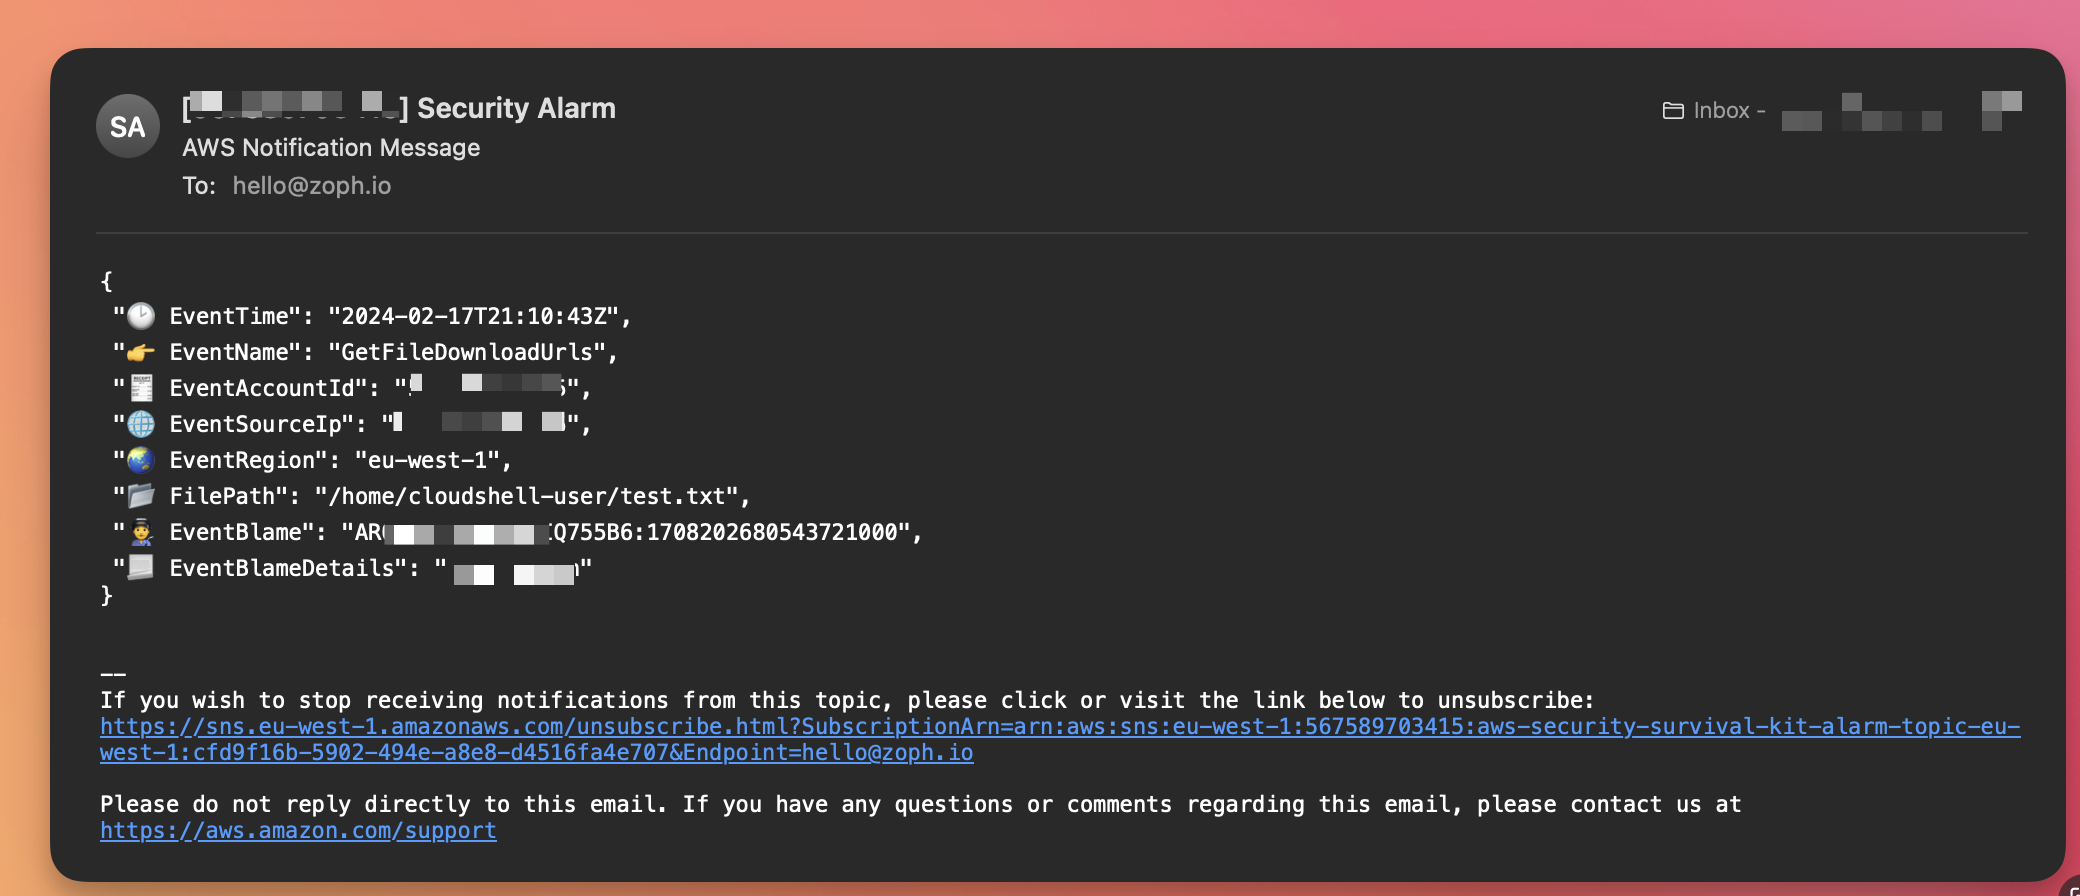 SA
[ ] Security Alarm
Inbox -
AWS Notification Message
To: hello@zoph.io
{
"🕑 EventTime": "2024-02-17T21:10:43Z",
"👉 EventName": "GetFileDownloadUrls",
"🧾 EventAccountId": " ",
"🌐 EventSourceIp": " ",
"🌏 EventRegion": "eu-west-1",
"📂 FilePath": "/home/cloudshell-user/test.txt",
"👮 EventBlame": "AR Q755B6:1708202680543721000",
"📃 EventBlameDetails": " "
}
--
If you wish to stop receiving notifications from this topic, please click or visit the link below to unsubscribe:
https://sns.eu-west-1.amazonaws.com/unsubscribe.html?SubscriptionArn=arn:aws:sns:eu-west-1:567589703415:aws-security-survival-kit-alarm-topic-eu-
west-1:cfd9f16b-5902-494e-a8e8-d4516fa4e707&Endpoint=hello@zoph.io
Please do not reply directly to this email. If you have any questions or comments regarding this email, please contact us at
https://aws.amazon.com/support